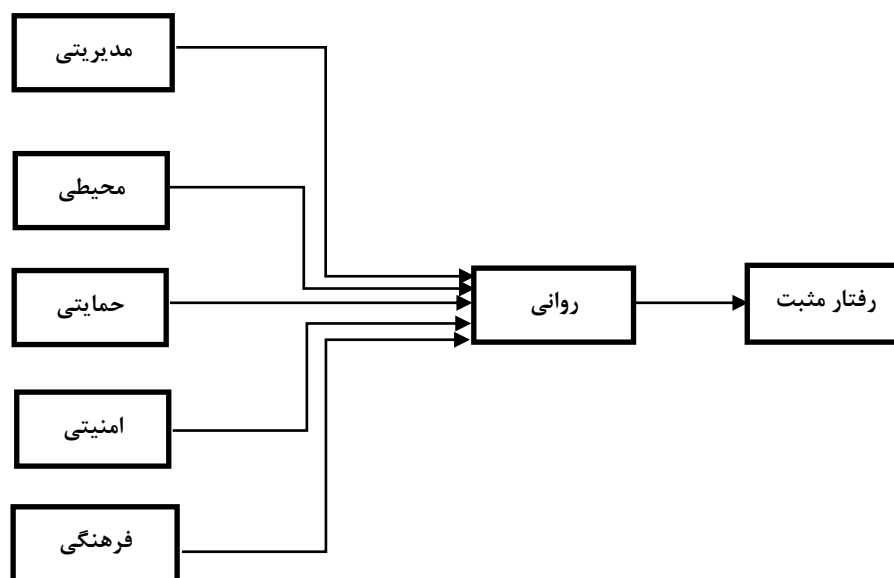 مدیریتی
محیطی
حمایتی
روانی
رفتار مثبت
امنیتی
فرهنگی